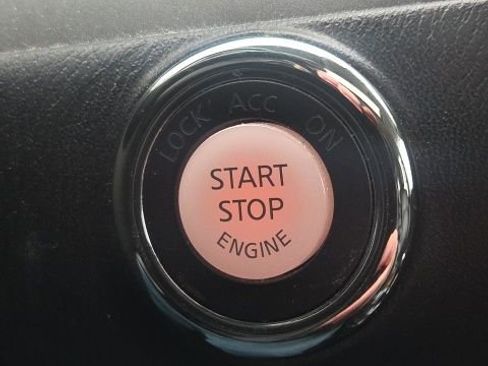 LOCK ACC ON
START
STOP
ENGINE